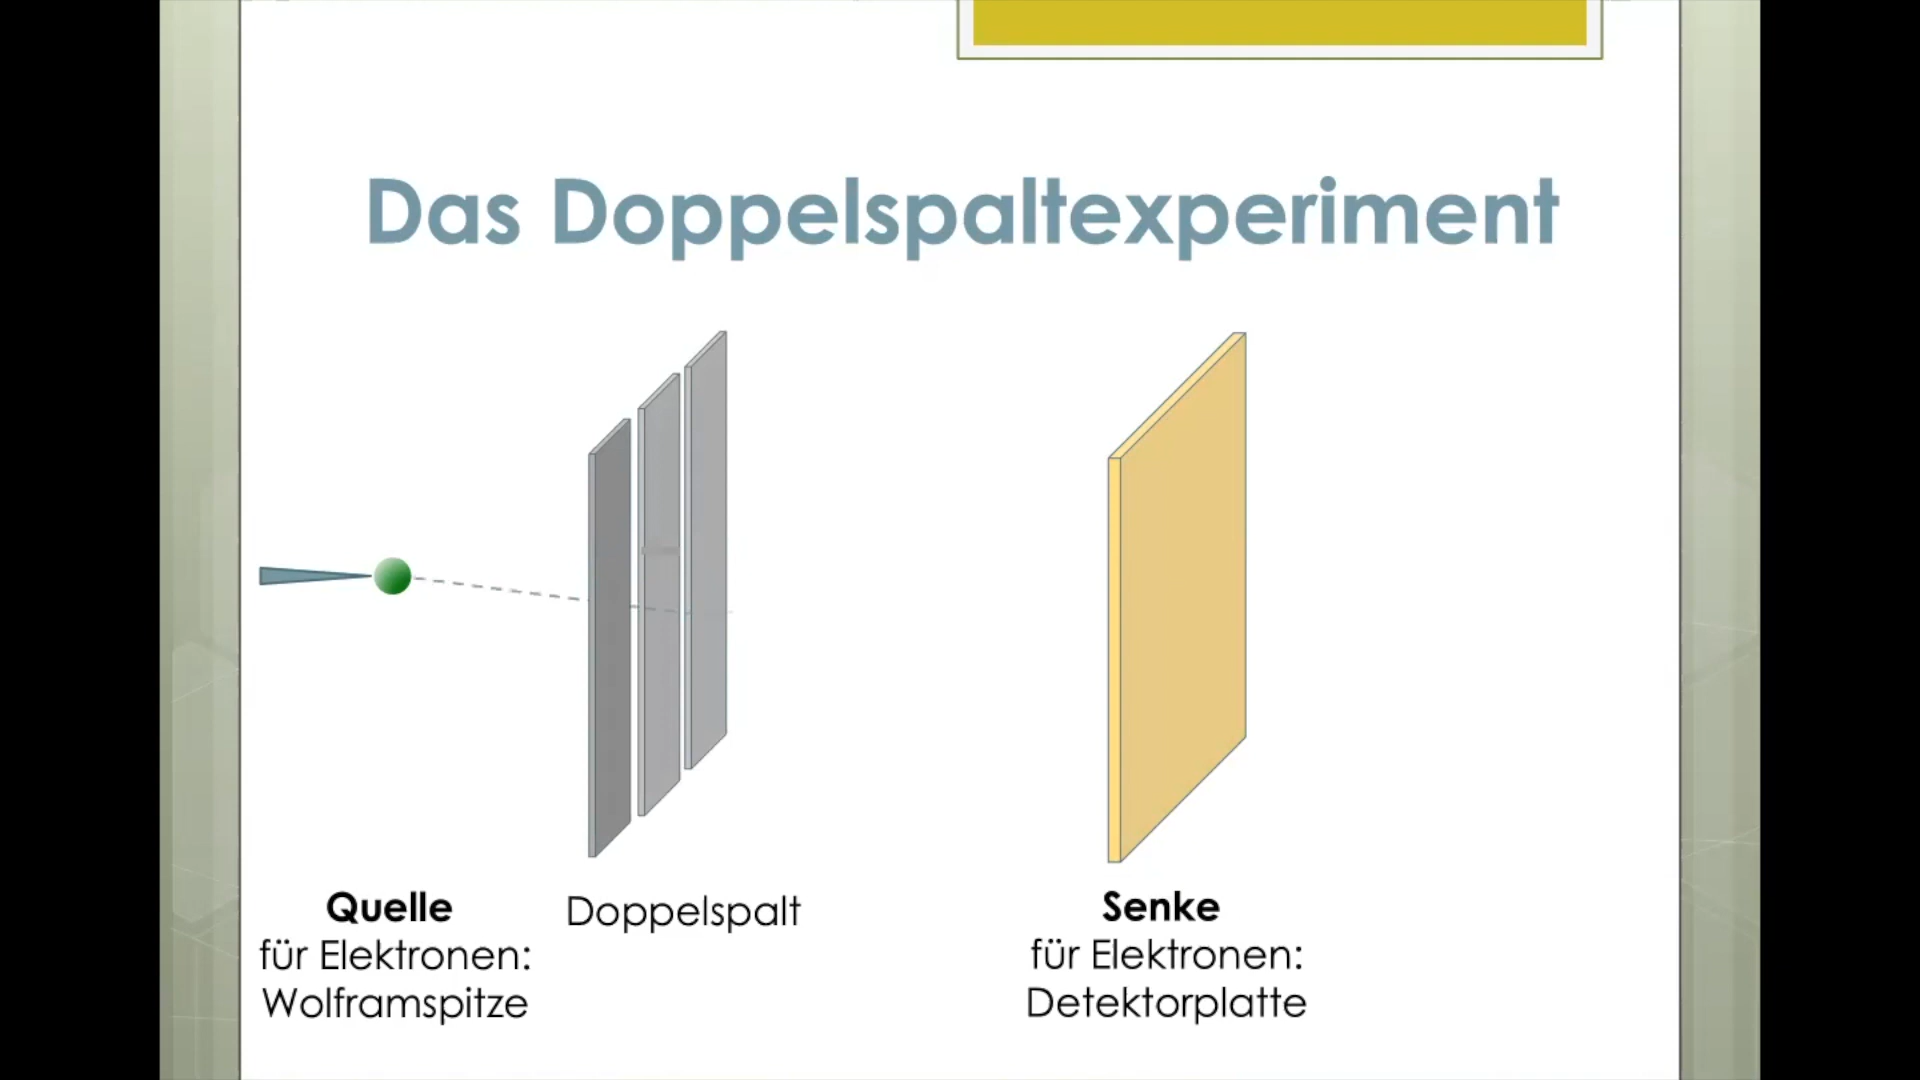 Das Doppelspaltexperiment
Quelle
für Elektronen:
Wolframspitze
Doppelspalt
Senke
für Elektronen:
Detektorplatte